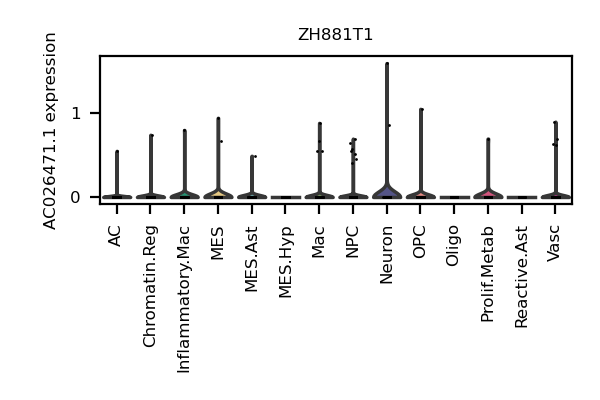 ZH881T1
AC026471.1 expression
1
0
AC
Chromatin.Reg
Inflammatory.Mac
MES
MES.Ast
MES.Hyp
Mac
NPC
Neuron
OPC
Oligo
Prolif.Metab
Reactive.Ast
Vasc